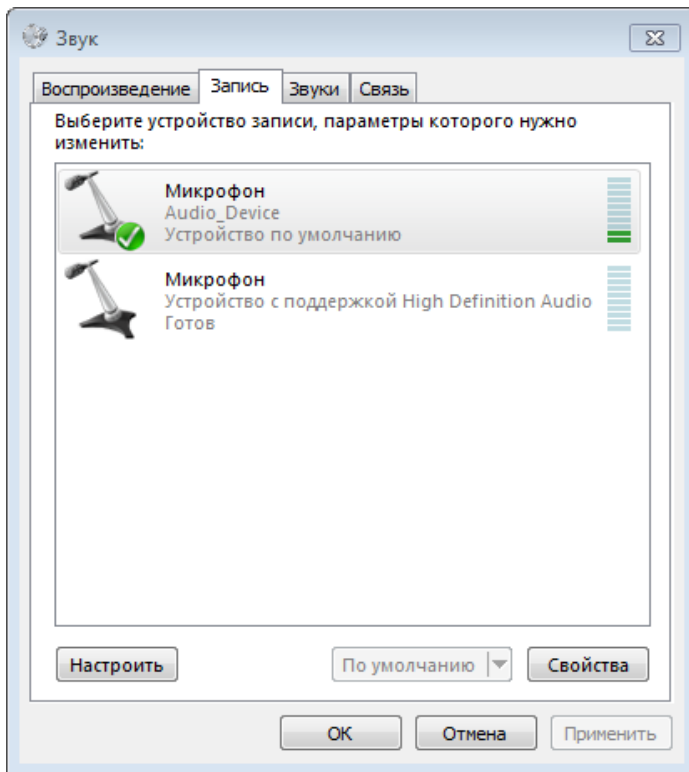 Звук
Воспроизведение Запись Звуки Связь
Выберите устройство записи, параметры которого нужно
изменить:
Микрофон
Audio_Device
Устройство по умолчанию
Микрофон
Устройство с поддержкой High Definition Audio
Готов
Настроить По умолчанию Свойства
ОК Отмена Применить